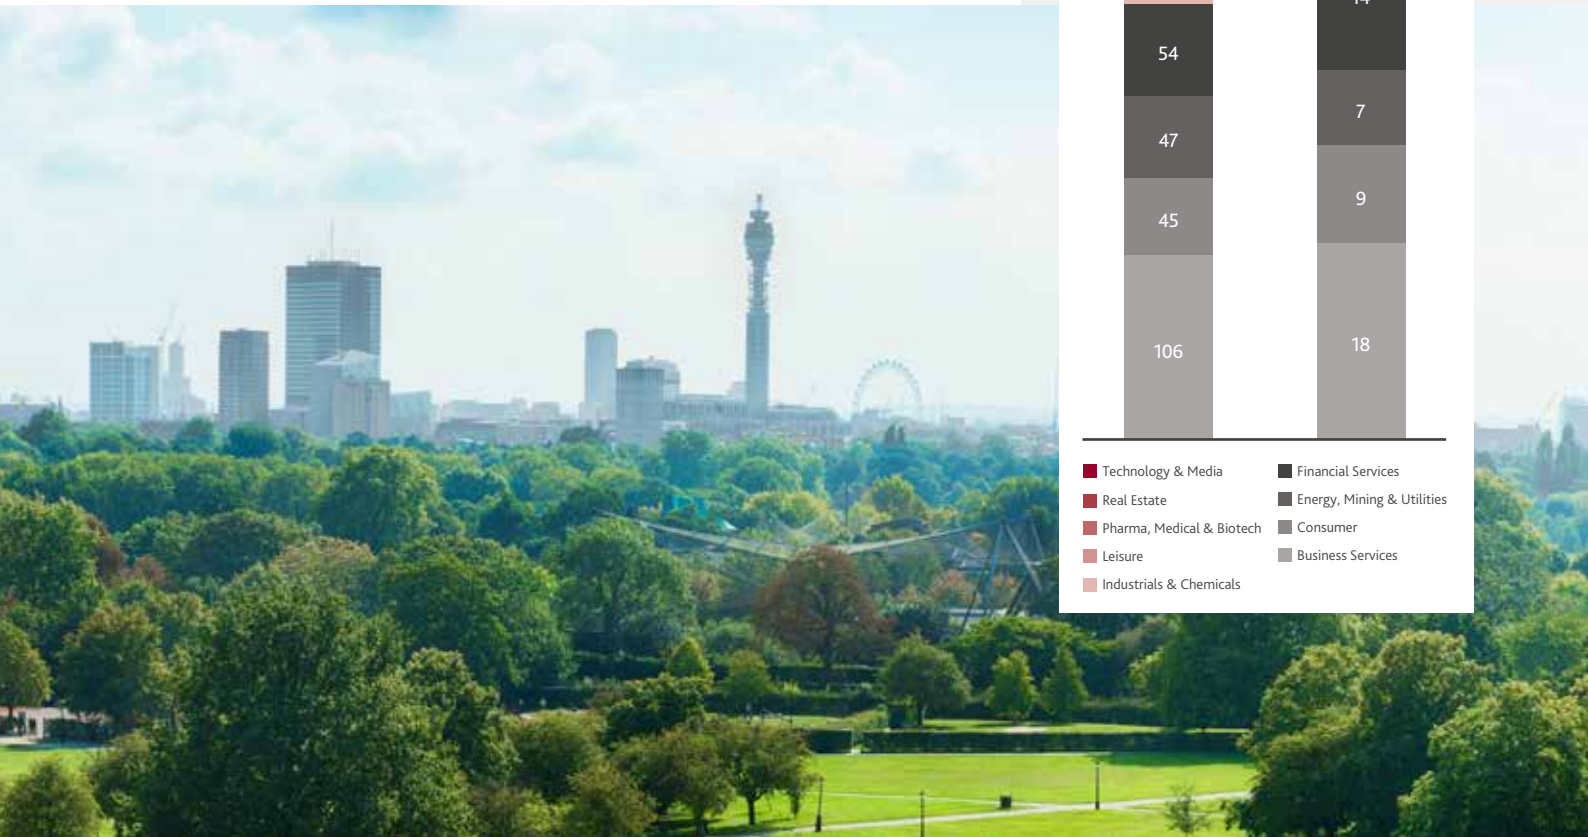 54
7
47
9
45
18
106
Technology & Media
Real Estate
Pharma, Medical & Biotech
Leisure
Industrials & Chemicals
Financial Services
Energy, Mining & Utilities
Consumer
Business Services